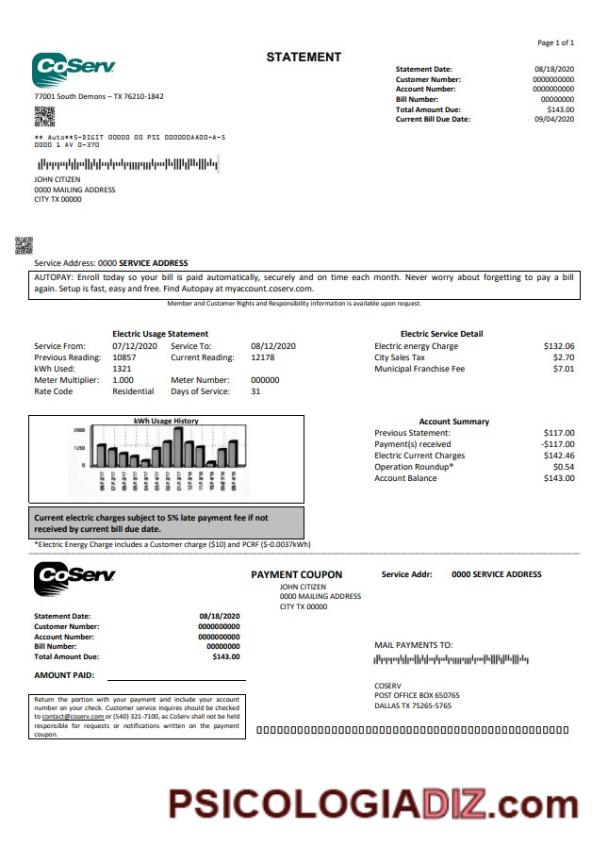 Page 1 of 1
STATEMENT
CoServ
77001 South Demons – TX 76210-1842
Statement Date: 08/18/2020
Customer Number: 0000000000
Account Number: 0000000000
Bill Number: 00000000
Total Amount Due: $143.00
Current Bill Due Date: 09/04/2020
** Auto**5-DIGIT 00000 00 PSS 000000AA00-A-S
0000 1 AV 0-370
JOHN CITIZEN
0000 MAILING ADDRESS
CITY TX 00000
Service Address: 0000 SERVICE ADDRESS
AUTOPAY: Enroll today so your bill is paid automatically, securely and on time each month. Never worry about forgetting to pay a bill
again. Setup is fast, easy and free. Find Autopay at myaccount.coserv.com.
Member and Customer Rights and Responsibility information is available upon request.
Electric Usage Statement
Service From: 07/12/2020 Service To: 08/12/2020
Previous Reading: 10857 Current Reading: 12178
kWh Used: 1321
Meter Multiplier: 1.000 Meter Number: 000000
Rate Code Residential Days of Service: 31
Electric Service Detail
Electric energy Charge $132.06
City Sales Tax $2.70
Municipal Franchise Fee $7.01
kWh Usage History
1250
0
Account Summary
Previous Statement: $117.00
Payment(s) received -$117.00
Electric Current Charges $142.46
Operation Roundup® $0.54
Account Balance $143.00
Current electric charges subject to 5% late payment fee if not
received by current bill due date.
*Electric Energy Charge includes a Customer charge ($10) and PCRF ($-0.0037kWH)
CoServ
PAYMENT COUPON
Service Addr: 0000 SERVICE ADDRESS
JOHN CITIZEN
0000 MAILING ADDRESS
CITY TX 00000
Statement Date: 08/18/2020
Customer Number: 0000000000
Account Number: 0000000000
Bill Number: 0000000000
Total Amount Due: $143.00
AMOUNT PAID:
MAIL PAYMENTS TO:
COSERV
POST OFFICE BOX 650765
DALLAS TX 75265-5765
Return the portion with your payment and include your account
number on your check. Customer service inquires should be checked
to contact@coserv.com or (540) 321-7100, as CoServ shall not be held
responsible for requests or notifications written on the payment
coupon.
PSICOLOGIADIZ.com